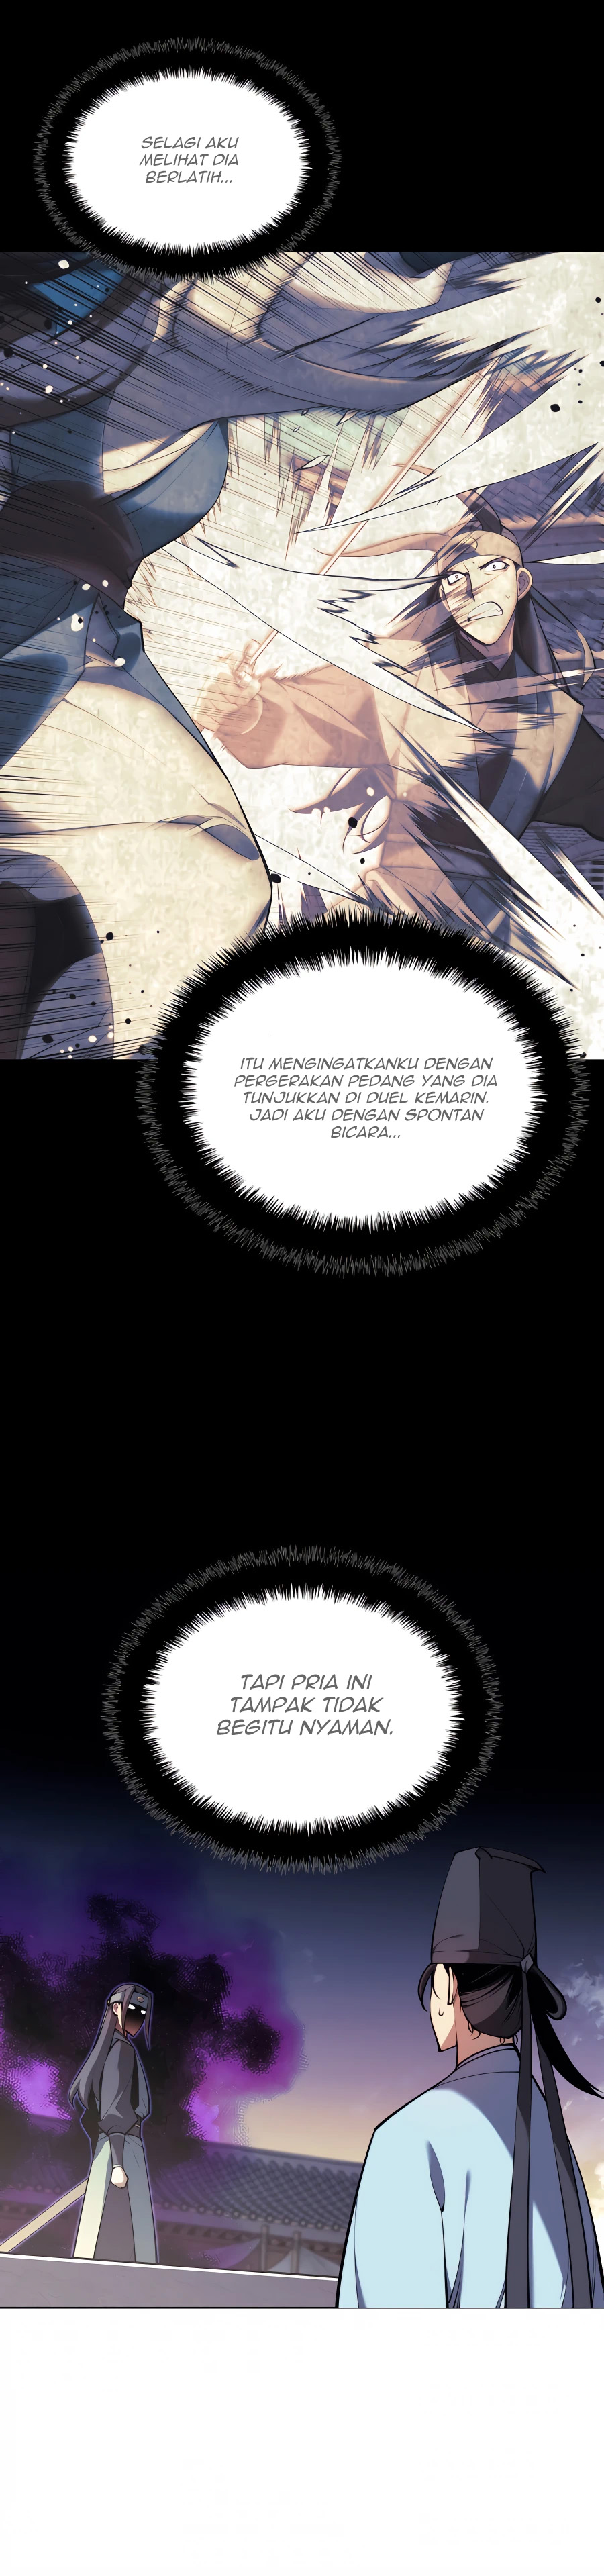 SELAGI AKU
MELIHAT DIA
BERLATIH...
ITU MENGINGATKANKU DENGAN
PERGERAKAN PEDANG YANG DIA
TUNJUKKAN DI DUEL KEMARIN.
JADI AKU DENGAN SPONTAN
BICARA...
TAPI PRIA INI
TAMPAK TIDAK
BEGITU NYAMAN.